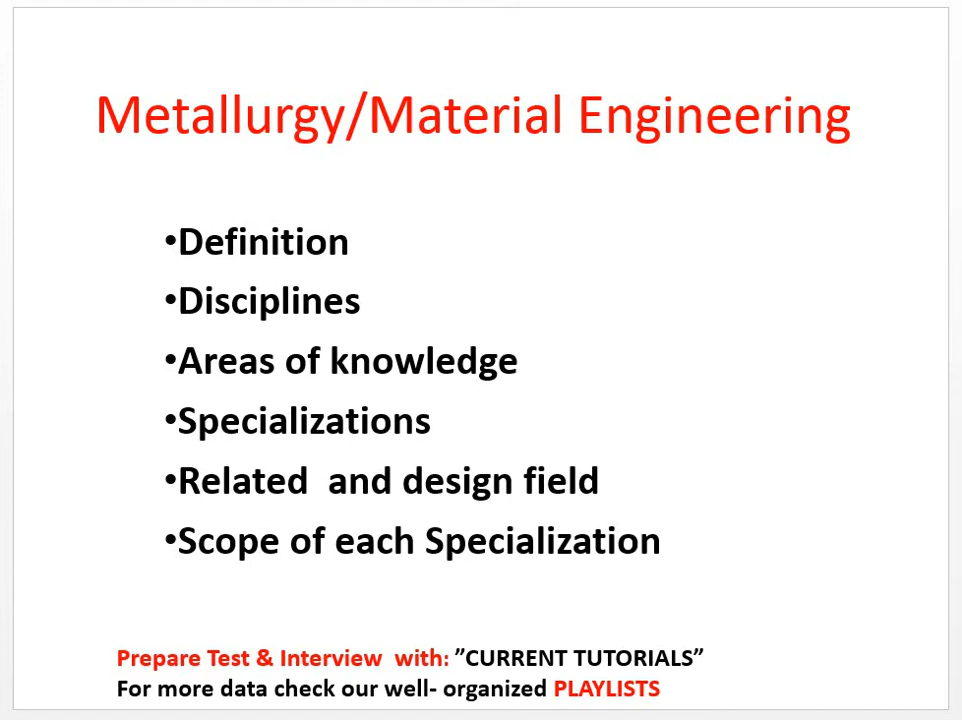 Metallurgy/Material Engineering
•Definition
•Disciplines
•Areas of knowledge
•Specializations
•Related  and design field
•Scope of each Specialization
Prepare Test & Interview  with: ”CURRENT TUTORIALS”
For more data check our well- organized PLAYLISTS